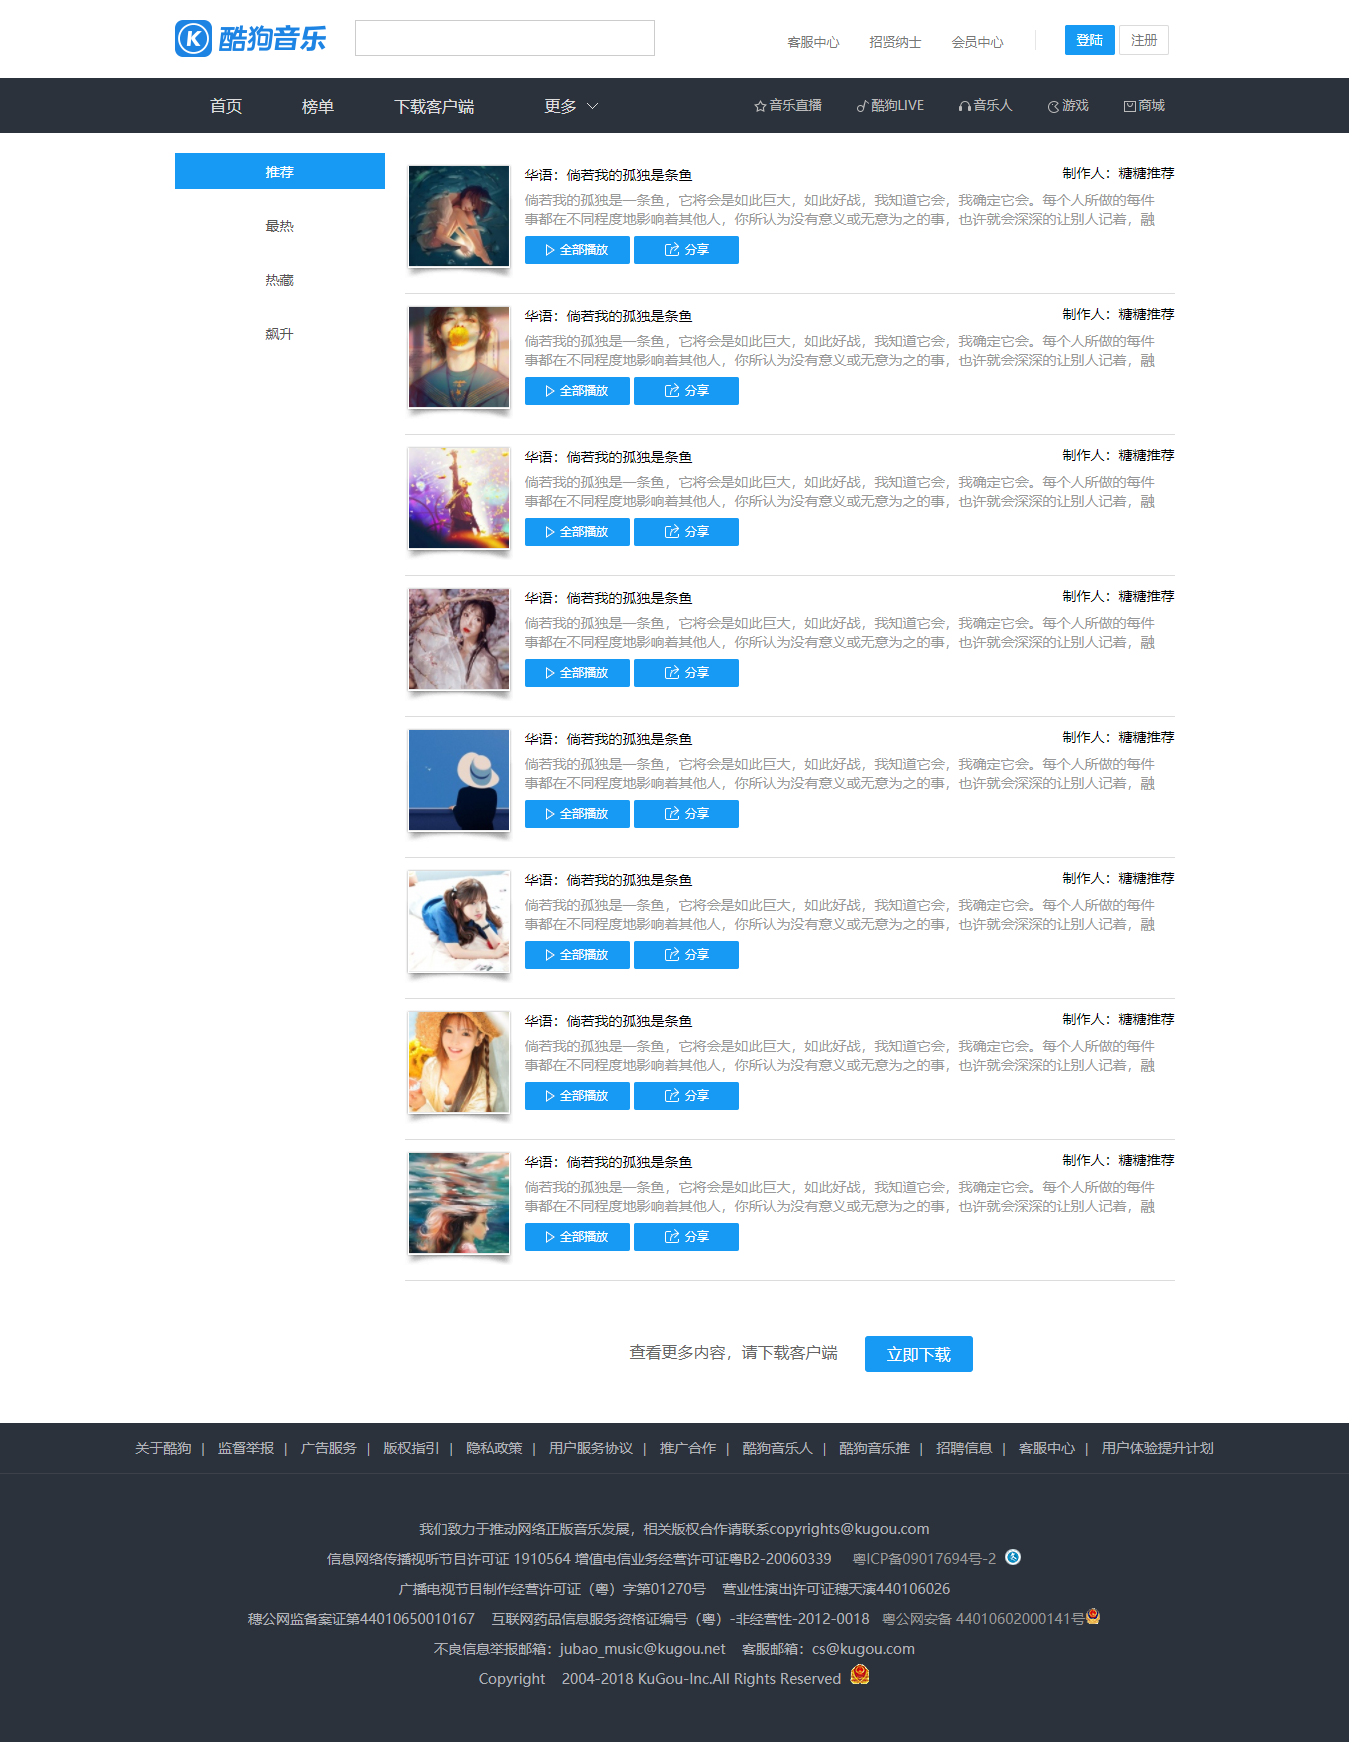 酷狗音乐
客服中心 招贤纳士 会员中心 登陆 注册
首页 榜单 下载客户端 更多 音乐直播 酷狗LIVE 音乐人 游戏 商城
推荐
最热
热藏
飙升
华语：倘若我的孤独是条鱼 制作人：糖糖推荐
倘若我的孤独是一条鱼，它将会是如此巨大，如此好战，我知道它会，我确定它会。每个人所做的每件
事都在不同程度地影响着其他人，你所认为没有意义或无意为之的事，也许就会深深的让别人记着，融
全部播放 分享
华语：倘若我的孤独是条鱼 制作人：糖糖推荐
倘若我的孤独是一条鱼，它将会是如此巨大，如此好战，我知道它会，我确定它会。每个人所做的每件
事都在不同程度地影响着其他人，你所认为没有意义或无意为之的事，也许就会深深的让别人记着，融
全部播放 分享
华语：倘若我的孤独是条鱼 制作人：糖糖推荐
倘若我的孤独是一条鱼，它将会是如此巨大，如此好战，我知道它会，我确定它会。每个人所做的每件
事都在不同程度地影响着其他人，你所认为没有意义或无意为之的事，也许就会深深的让别人记着，融
全部播放 分享
华语：倘若我的孤独是条鱼 制作人：糖糖推荐
倘若我的孤独是一条鱼，它将会是如此巨大，如此好战，我知道它会，我确定它会。每个人所做的每件
事都在不同程度地影响着其他人，你所认为没有意义或无意为之的事，也许就会深深的让别人记着，融
全部播放 分享
华语：倘若我的孤独是条鱼 制作人：糖糖推荐
倘若我的孤独是一条鱼，它将会是如此巨大，如此好战，我知道它会，我确定它会。每个人所做的每件
事都在不同程度地影响着其他人，你所认为没有意义或无意为之的事，也许就会深深的让别人记着，融
全部播放 分享
华语：倘若我的孤独是条鱼 制作人：糖糖推荐
倘若我的孤独是一条鱼，它将会是如此巨大，如此好战，我知道它会，我确定它会。每个人所做的每件
事都在不同程度地影响着其他人，你所认为没有意义或无意为之的事，也许就会深深的让别人记着，融
全部播放 分享
华语：倘若我的孤独是条鱼 制作人：糖糖推荐
倘若我的孤独是一条鱼，它将会是如此巨大，如此好战，我知道它会，我确定它会。每个人所做的每件
事都在不同程度地影响着其他人，你所认为没有意义或无意为之的事，也许就会深深的让别人记着，融
全部播放 分享
华语：倘若我的孤独是条鱼 制作人：糖糖推荐
倘若我的孤独是一条鱼，它将会是如此巨大，如此好战，我知道它会，我确定它会。每个人所做的每件
事都在不同程度地影响着其他人，你所认为没有意义或无意为之的事，也许就会深深的让别人记着，融
全部播放 分享
查看更多内容，请下载客户端 立即下载
关于酷狗 | 监督举报 | 广告服务 | 版权指引 | 隐私政策 | 用户服务协议 | 推广合作 | 酷狗音乐人 | 酷狗音乐推 | 招聘信息 | 客服中心 | 用户体验提升计划
我们致力于推动网络正版音乐发展，相关版权合作请联系copyrights@kugou.com
信息网络传播视听节目许可证 1910564 增值电信业务经营许可证粤B2-20060339 粤ICP备09017694号-2
广播电视节目制作经营许可证（粤）字第01270号 营业性演出许可证穗天演440106026
穗公网监备案证第44010650010167 互联网药品信息服务资格证编号（粤）-非经营性-2012-0018 粤公网安备 44010602000141号
不良信息举报邮箱：jubao_music@kugou.net 客服邮箱：cs@kugou.com
Copyright 2004-2018 KuGou-Inc.All Rights Reserved